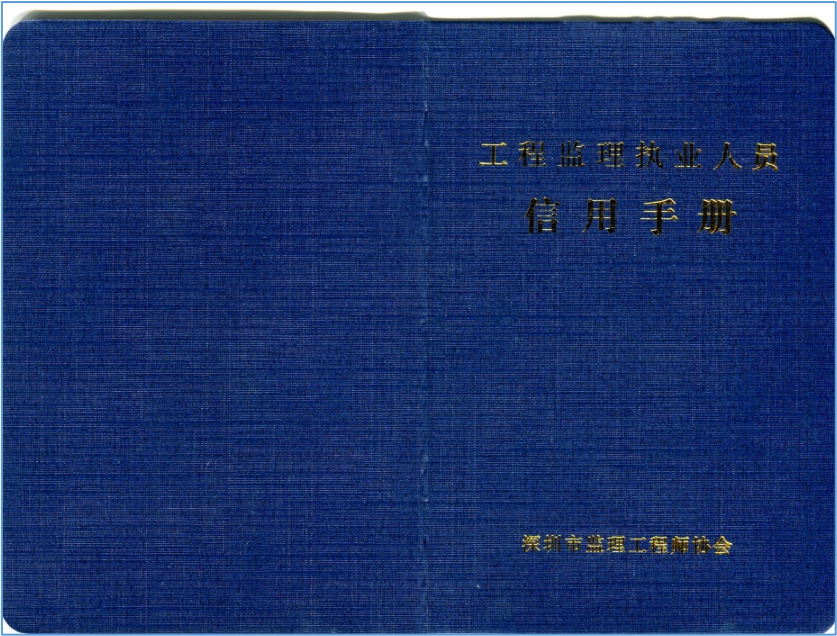 工程监理执业人员
信用手册
深圳市监理工程师协会